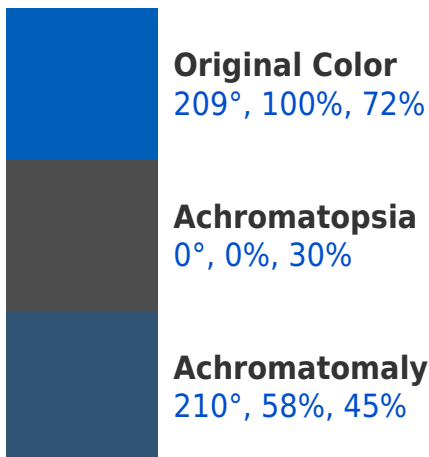 Original Color
209°, 100%, 72%
Achromatopsia
0°, 0%, 30%
Achromatomaly
210°, 58%, 45%